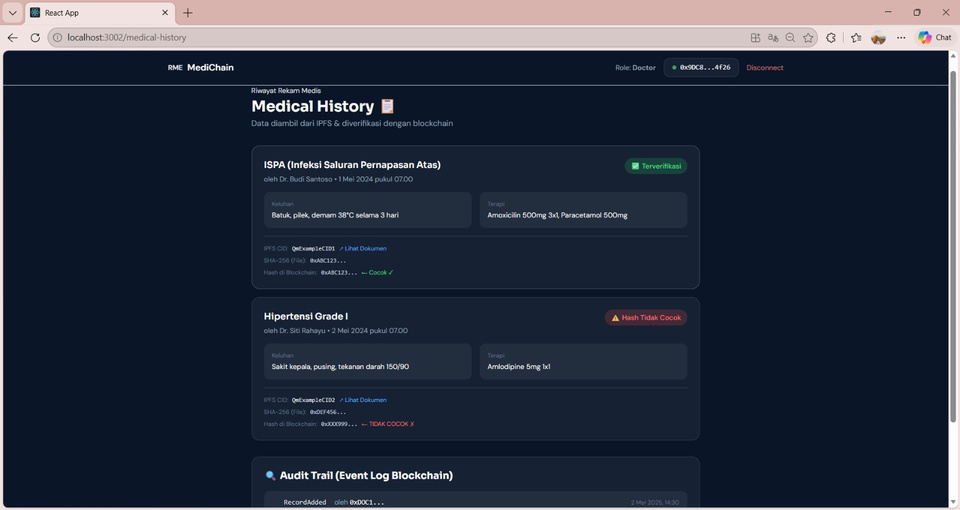 React App
localhost:3002/medical-history
Chat
RME MediChain
Role: Doctor
0x9DC8...4f26
Disconnect
Riwayat Rekam Medis
Medical History
Data diambil dari IPFS & diverifikasi dengan blockchain
ISPA (Infeksi Saluran Pernapasan Atas)
Terverifikasi
oleh Dr. Budi Santoso • 1 Mei 2024 pukul 07.00
Keluhan
Batuk, pilek, demam 38°C selama 3 hari
Terapi
Amoxicilin 500mg 3x1, Paracetamol 500mg
IPFS CID: QmExampleCID1 ↗ Lihat Dokumen
SHA-256 (File): 0xABC123...
Hash di Blockchain: 0xABC123... ← Cocok ✓
Hipertensi Grade I
Hash Tidak Cocok
oleh Dr. Siti Rahayu • 2 Mei 2024 pukul 07.00
Keluhan
Sakit kepala, pusing, tekanan darah 150/90
Terapi
Amlodipine 5mg 1x1
IPFS CID: QmExampleCID2 ↗ Lihat Dokumen
SHA-256 (File): 0xDEF456...
Hash di Blockchain: 0xXXX999... ← TIDAK COCOK ✗
Audit Trail (Event Log Blockchain)
RecordAdded oleh 0xDOC1...
2 Mei 2025, 14:30